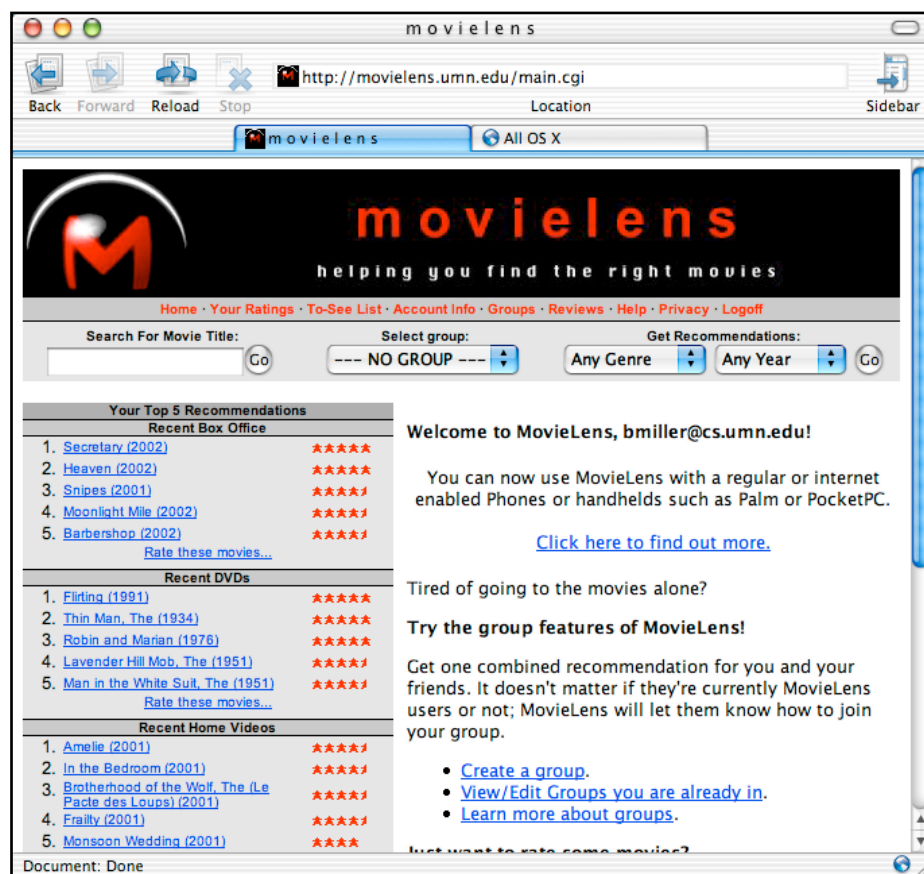 movielens
http://movielens.umn.edu/main.cgi
Back Forward Reload Stop Location Sidebar
movielens All OS X
M movielens
helping you find the right movies
Home · Your Ratings · To-See List · Account Info · Groups · Reviews · Help · Privacy · Logoff
Search For Movie Title: Select group: Get Recommendations:
Go --- NO GROUP --- Any Genre Any Year Go
Your Top 5 Recommendations
Recent Box Office
1. Secretary (2002)
2. Heaven (2002)
3. Snipes (2001)
4. Moonlight Mile (2002)
5. Barbershop (2002)
Rate these movies...
Recent DVDs
1. Flirting (1991)
2. Thin Man, The (1934)
3. Robin and Marian (1976)
4. Lavender Hill Mob, The (1951)
5. Man in the White Suit, The (1951)
Rate these movies...
Recent Home Videos
1. Amelie (2001)
2. In the Bedroom (2001)
3. Brotherhood of the Wolf, The (Le
Pacte des Loups) (2001)
4. Frailty (2001)
5. Monsoon Wedding (2001)
Welcome to MovieLens, bmiller@cs.umn.edu!
You can now use MovieLens with a regular or internet
enabled Phones or handhelds such as Palm or PocketPC.
Click here to find out more.
Tired of going to the movies alone?
Try the group features of MovieLens!
Get one combined recommendation for you and your
friends. It doesn't matter if they're currently MovieLens
users or not; MovieLens will let them know how to join
your group.
• Create a group.
• View/Edit Groups you are already in.
• Learn more about groups.
Just want to rate some movies?
Document: Done